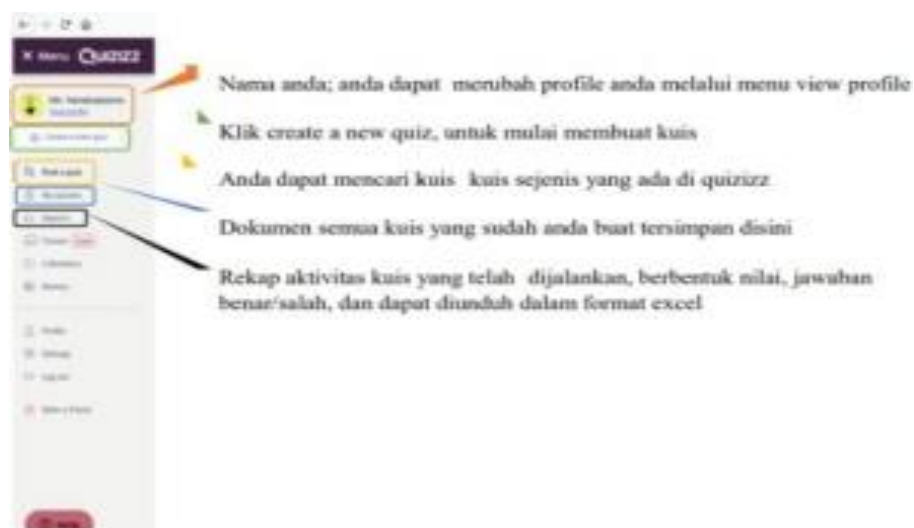 Menu Quizizz
Nama anda; anda dapat merubah profile anda melalui menu view profile
Klik create a new quiz, untuk mulai membuat kuis
Anda dapat mencari kuis kuis sejenis yang ada di quizizz
Dokumen semua kuis yang sudah anda buat tersimpan disini
Rekap aktivitas kuis yang telah dijalankan, berbentuk nilai, jawaban
benar/salah, dan dapat diunduh dalam format excel